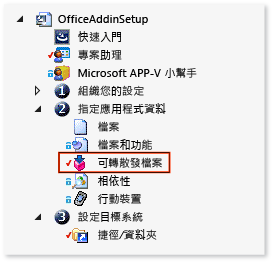 OfficeAddinSetup
快速入門
專案助理
Microsoft APP-V 小幫手
1 組織您的設定
2 指定應用程式資料
檔案
檔案和功能
可轉散發檔案
相依性
行動裝置
3 設定目標系統
捷徑/資料夾